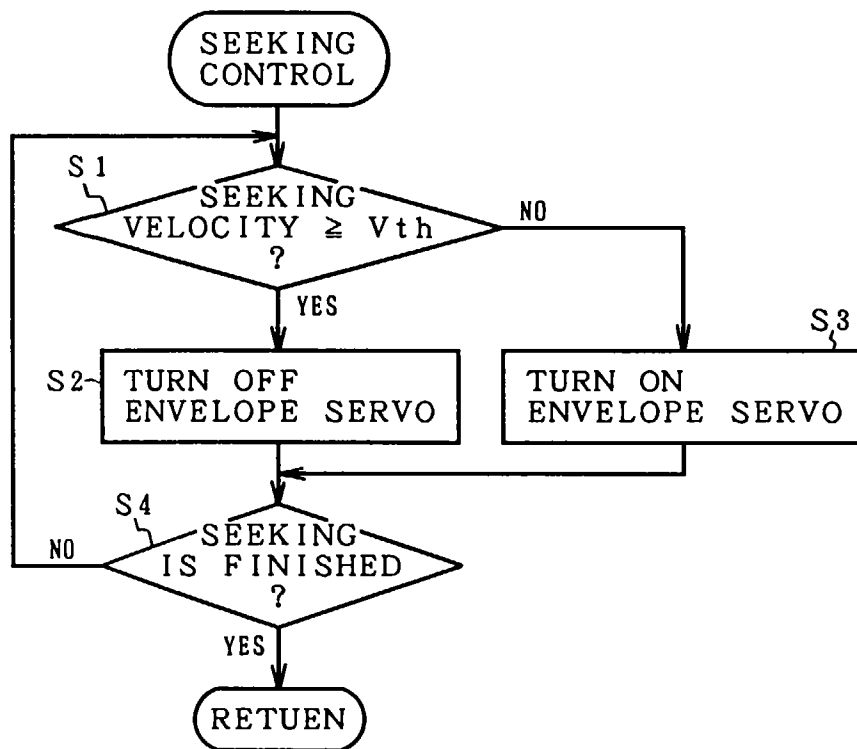 SEEKING
CONTROL
S1
SEEKING
VELOCITY ≧ Vth
?
NO
YES
S3
S2
TURN OFF
ENVELOPE SERVO
TURN ON
ENVELOPE SERVO
S4
SEEKING
IS FINISHED
?
NO
YES
RETUEN